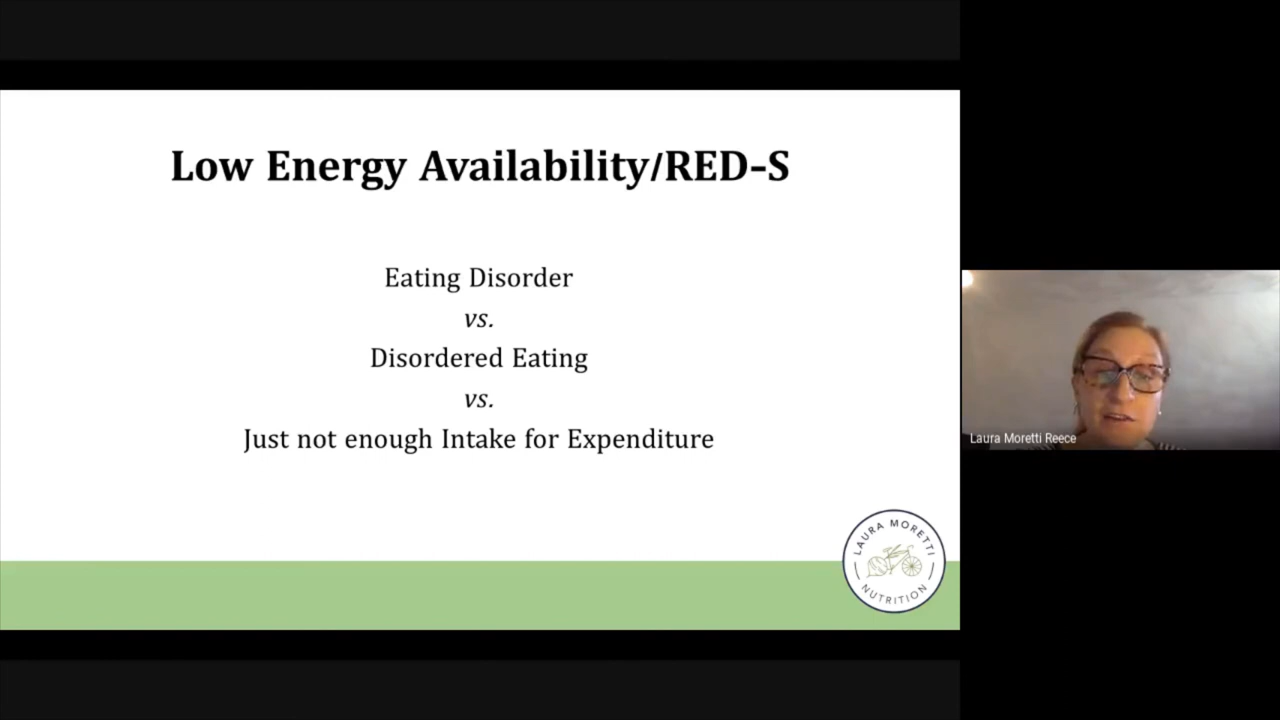 Low Energy Availability/RED-S
Eating Disorder
vs.
Disordered Eating
vs.
Just not enough Intake for Expenditure
LAURA MORETTI
NUTRITION
Laura Moretti Reece